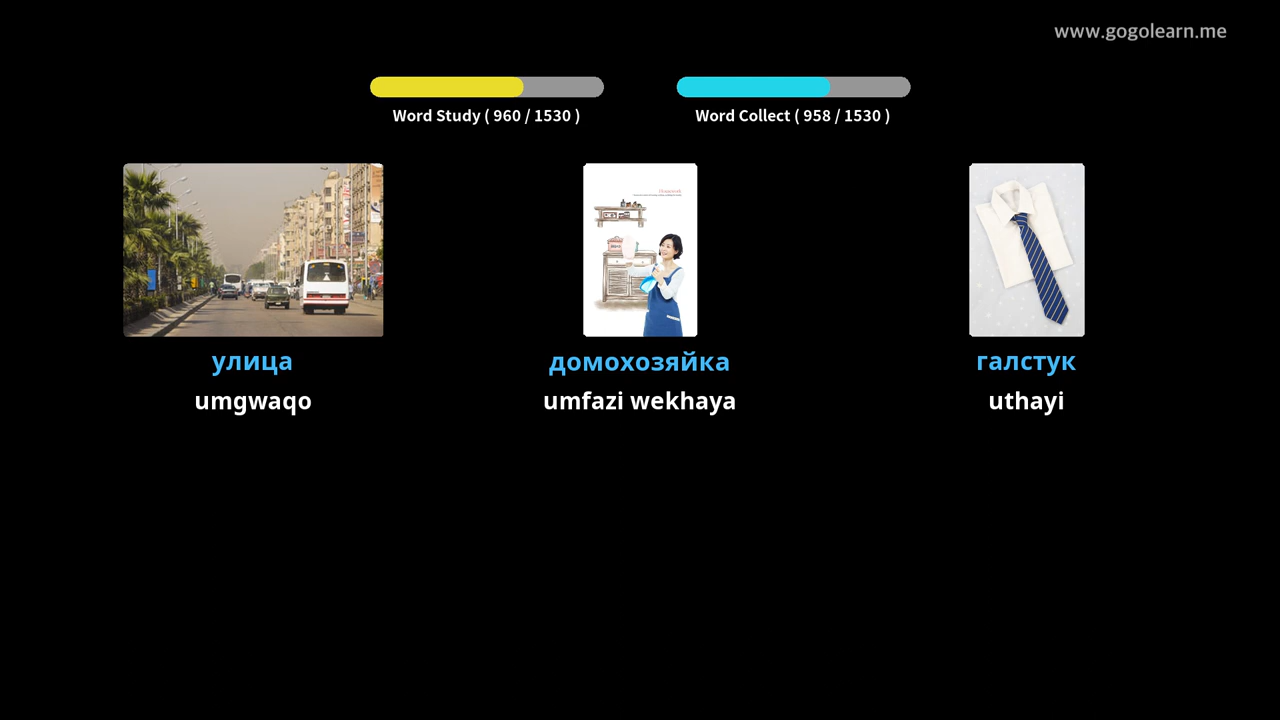 www.gogolearn.me
Word Study ( 960 / 1530 )
Word Collect ( 958 / 1530 )
улица
домохозяйка
галстук
umgwaqo
umfazi wekhaya
uthayi